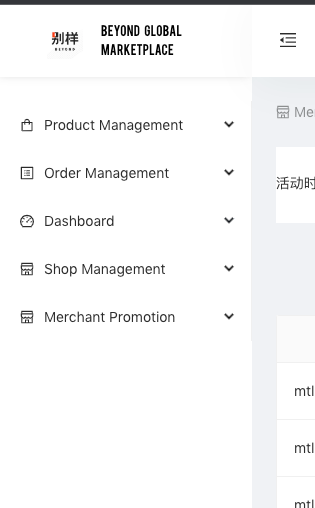 别样
BEYOND
BEYOND GLOBAL
MARKETPLACE
Product Management
Order Management
Dashboard
Shop Management
Merchant Promotion
Me
活动时
mtl
mtl
mtl